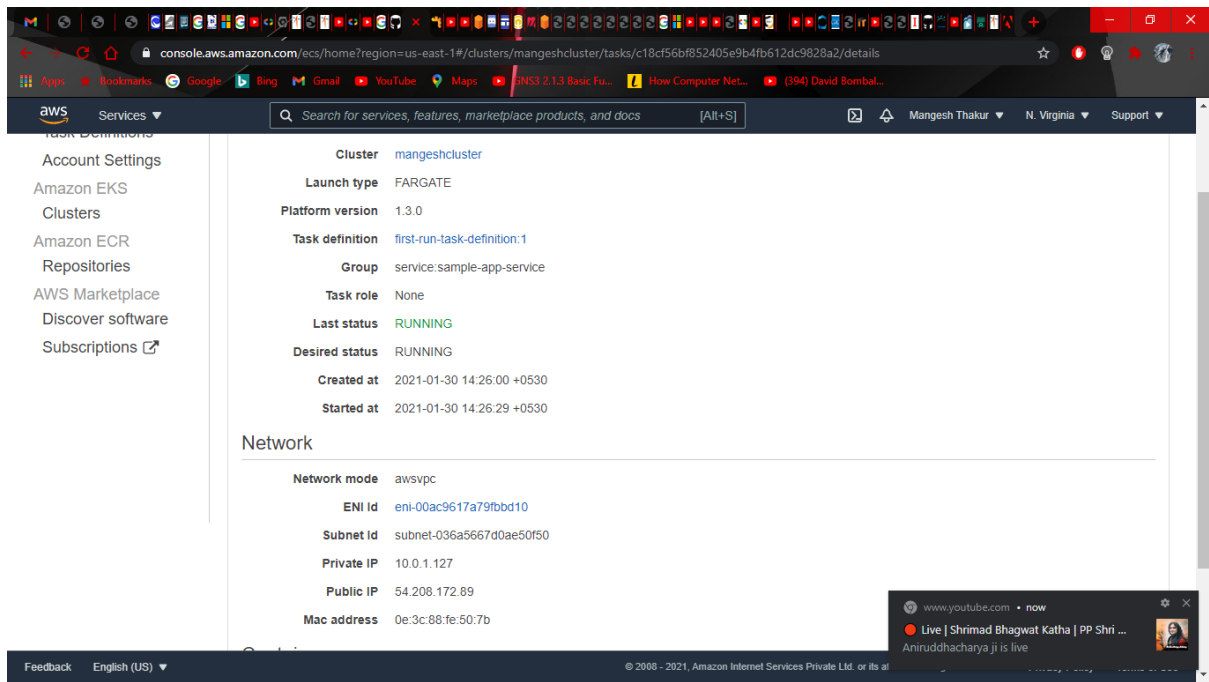 console.aws.amazon.com/ecs/home?region=us-east-1#/clusters/mangeshcluster/tasks/c18cf56bf852405e9b4fb612dc9828a2/details
Apps Bookmarks Google Bing Gmail YouTube Maps GNS3 2.1.3 Basic Fu... How Computer Net... (394) David Bombal...
aws Services ▼ Search for services, features, marketplace products, and docs [Alt+S] Mangesh Thakur ▼ N. Virginia ▼ Support ▼
Task Definitions
Account Settings
Amazon EKS
Clusters
Amazon ECR
Repositories
AWS Marketplace
Discover software
Subscriptions
Cluster mangeshcluster
Launch type FARGATE
Platform version 1.3.0
Task definition first-run-task-definition:1
Group service:sample-app-service
Task role None
Last status RUNNING
Desired status RUNNING
Created at 2021-01-30 14:26:00 +0530
Started at 2021-01-30 14:26:29 +0530
Network
Network mode awsvpc
ENI Id eni-00ac9617a79fbbd10
Subnet Id subnet-036a5667d0ae50f50
Private IP 10.0.1.127
Public IP 54.208.172.89
Mac address 0e:3c:88:fe:50:7b
www.youtube.com • now
Live | Shrimad Bhagwat Katha | PP Shri ...
Aniruddhacharya ji is live
Feedback English (US) ▼ © 2008 - 2021, Amazon Internet Services Private Ltd. or its